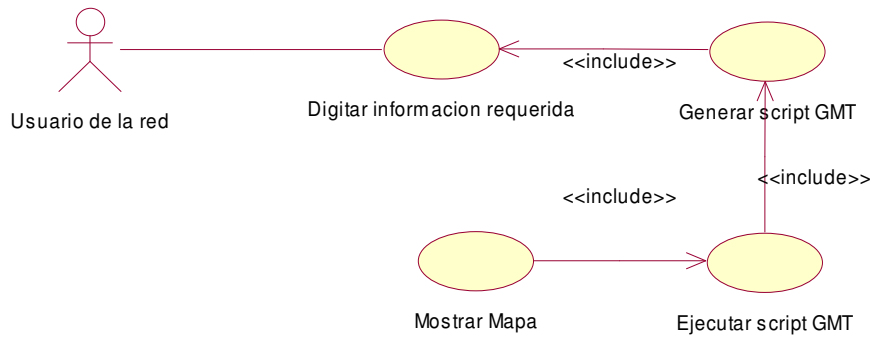 <<include>>
Usuario de la red
Digitar informacion requerida
Generar script GMT
<<include>>
<<include>>
Mostrar Mapa
Ejecutar script GMT